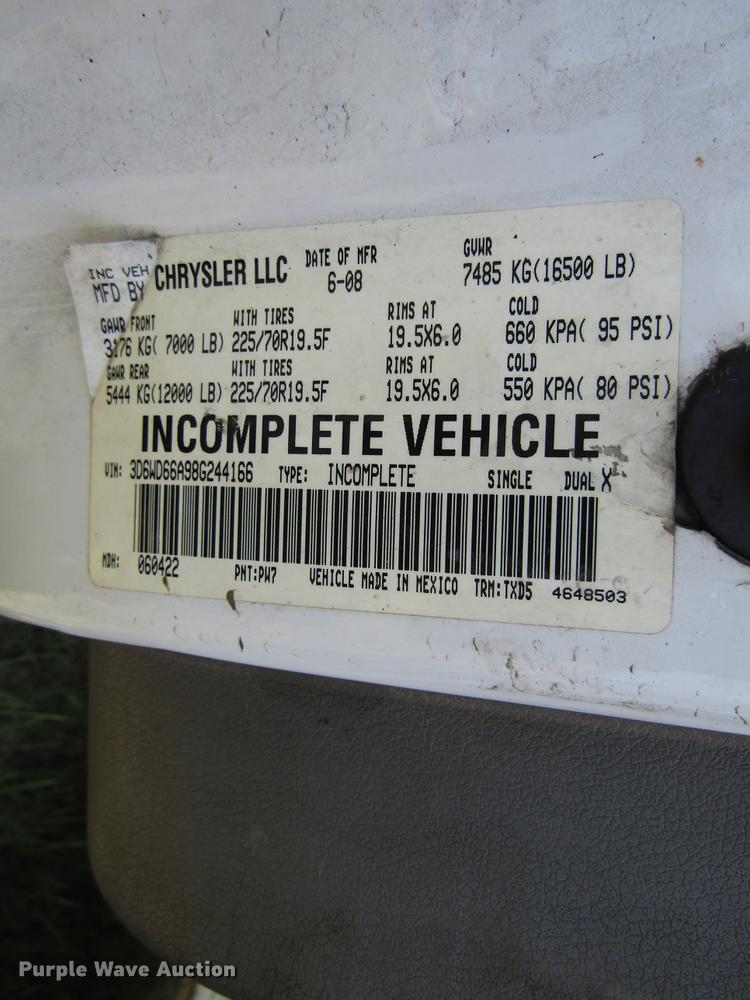 INC VEH
MFD BY CHRYSLER LLC DATE OF MFR 6-08 GVWR 7485 KG(16500 LB)
GAWR FRONT WITH TIRES RIMS AT COLD
3176 KG( 7000 LB) 225/70R19.5F 19.5X6.0 660 KPA( 95 PSI)
GAWR REAR WITH TIRES RIMS AT COLD
5444 KG(12000 LB) 225/70R19.5F 19.5X6.0 550 KPA( 80 PSI)
INCOMPLETE VEHICLE
VIN: 3D6WD66A98G244166 TYPE: INCOMPLETE SINGLE DUAL X
MDH: 060422 PNT:PW7 VEHICLE MADE IN MEXICO TRM:TXD5 4648503
Purple Wave Auction